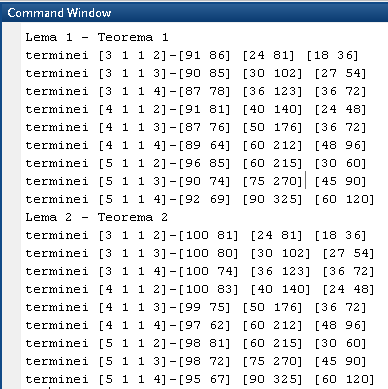 Command Window
Lema 1 - Teorema 1
terminei [3 1 1 2]-[91 86] [24 81] [18 36]
terminei [3 1 1 3]-[90 85] [30 102] [27 54]
terminei [3 1 1 4]-[87 78] [36 123] [36 72]
terminei [4 1 1 2]-[91 81] [40 140] [24 48]
terminei [4 1 1 3]-[87 76] [50 176] [36 72]
terminei [4 1 1 4]-[89 64] [60 212] [48 96]
terminei [5 1 1 2]-[96 85] [60 215] [30 60]
terminei [5 1 1 3]-[90 74] [75 270] [45 90]
terminei [5 1 1 4]-[92 69] [90 325] [60 120]
Lema 2 - Teorema 2
terminei [3 1 1 2]-[100 81] [24 81] [18 36]
terminei [3 1 1 3]-[100 80] [30 102] [27 54]
terminei [3 1 1 4]-[100 74] [36 123] [36 72]
terminei [4 1 1 2]-[100 83] [40 140] [24 48]
terminei [4 1 1 3]-[99 75] [50 176] [36 72]
terminei [4 1 1 4]-[97 62] [60 212] [48 96]
terminei [5 1 1 2]-[98 81] [60 215] [30 60]
terminei [5 1 1 3]-[98 72] [75 270] [45 90]
terminei [5 1 1 4]-[95 67] [90 325] [60 120]